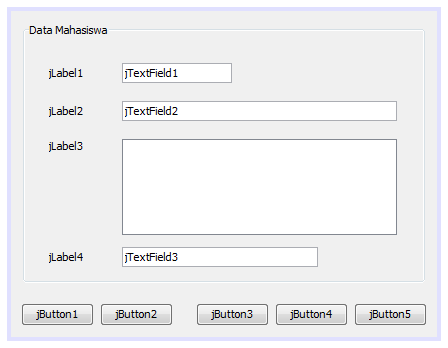 Data Mahasiswa
jLabel1 jTextField1
jLabel2 jTextField2
jLabel3
jLabel4 jTextField3
jButton1 jButton2 jButton3 jButton4 jButton5